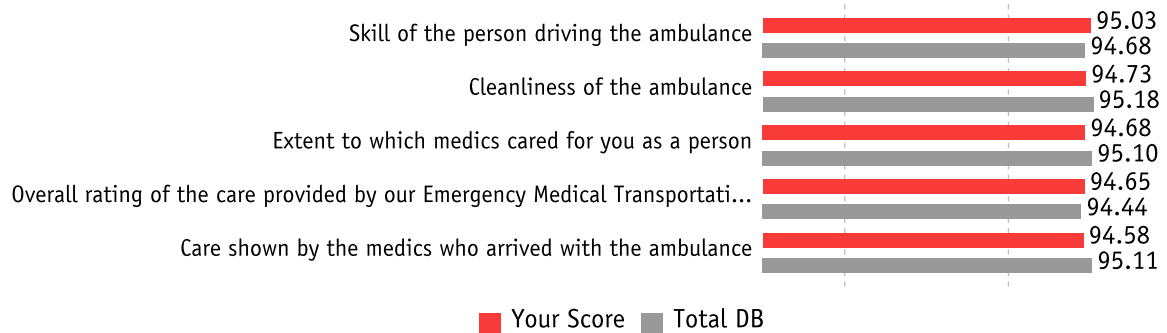 Skill of the person driving the ambulance
95.03
94.68
Cleanliness of the ambulance
94.73
95.18
Extent to which medics cared for you as a person
94.68
95.10
Overall rating of the care provided by our Emergency Medical Transportati...
94.65
94.44
Care shown by the medics who arrived with the ambulance
94.58
95.11
Your Score Total DB